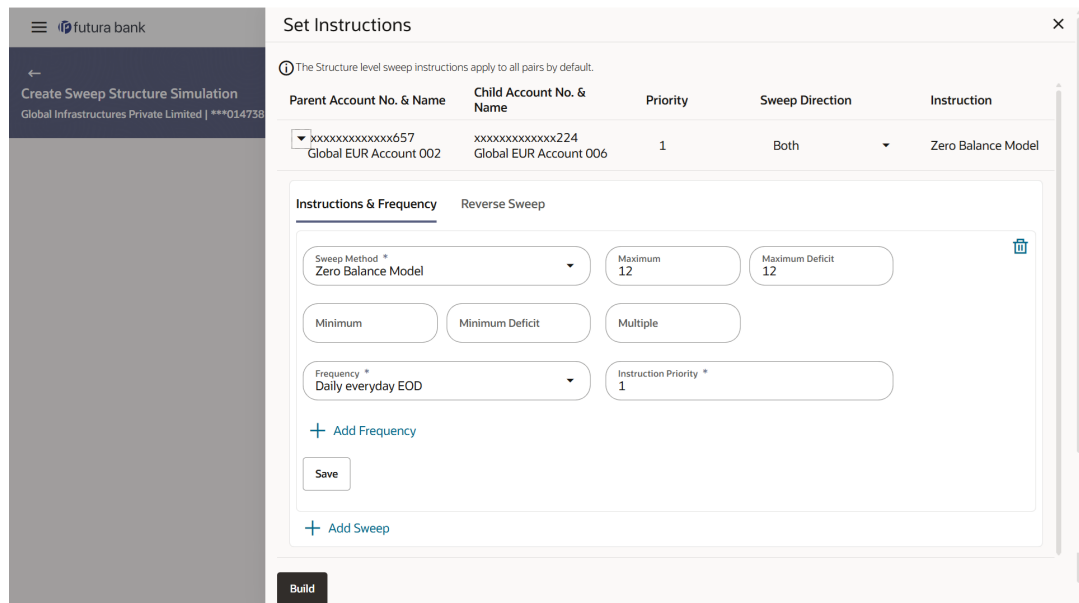 futura bank
Create Sweep Structure Simulation
Global Infrastructures Private Limited | ***014738
Set Instructions
The Structure level sweep instructions apply to all pairs by default.
Parent Account No. & Name
Child Account No. &
Name
Priority
Sweep Direction
Instruction
xxxxxxxxxxxxx657
Global EUR Account 002
xxxxxxxxxxxxx224
Global EUR Account 006
1
Both
Zero Balance Model
Instructions & Frequency
Reverse Sweep
Sweep Method *
Zero Balance Model
Maximum
12
Maximum Deficit
12
Minimum
Minimum Deficit
Multiple
Frequency *
Daily everyday EOD
Instruction Priority *
1
Add Frequency
Save
Add Sweep
Build